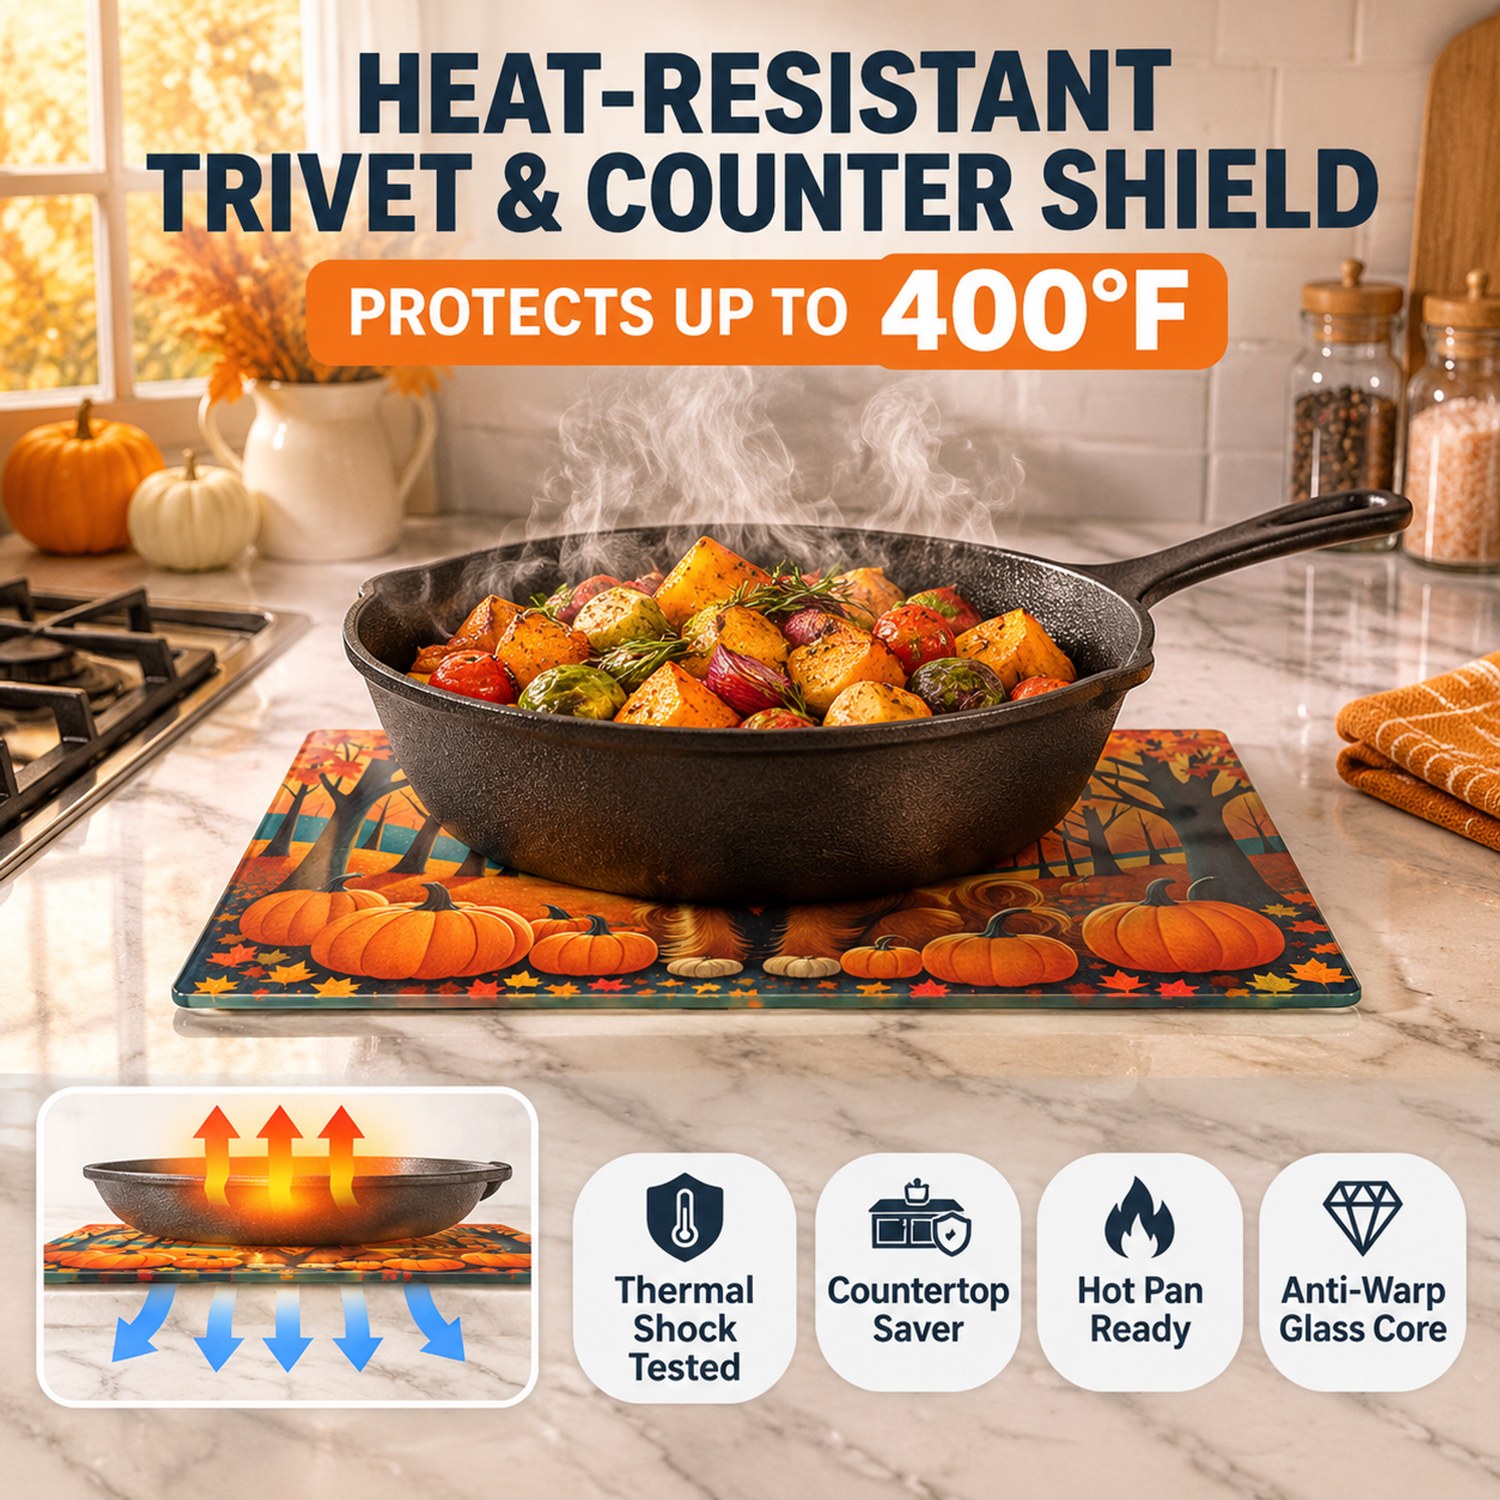 HEAT-RESISTANT
TRIVET & COUNTER SHIELD
PROTECTS UP TO 400°F
Thermal
Shock
Tested
Countertop
Saver
Hot Pan
Ready
Anti-Warp
Glass Core